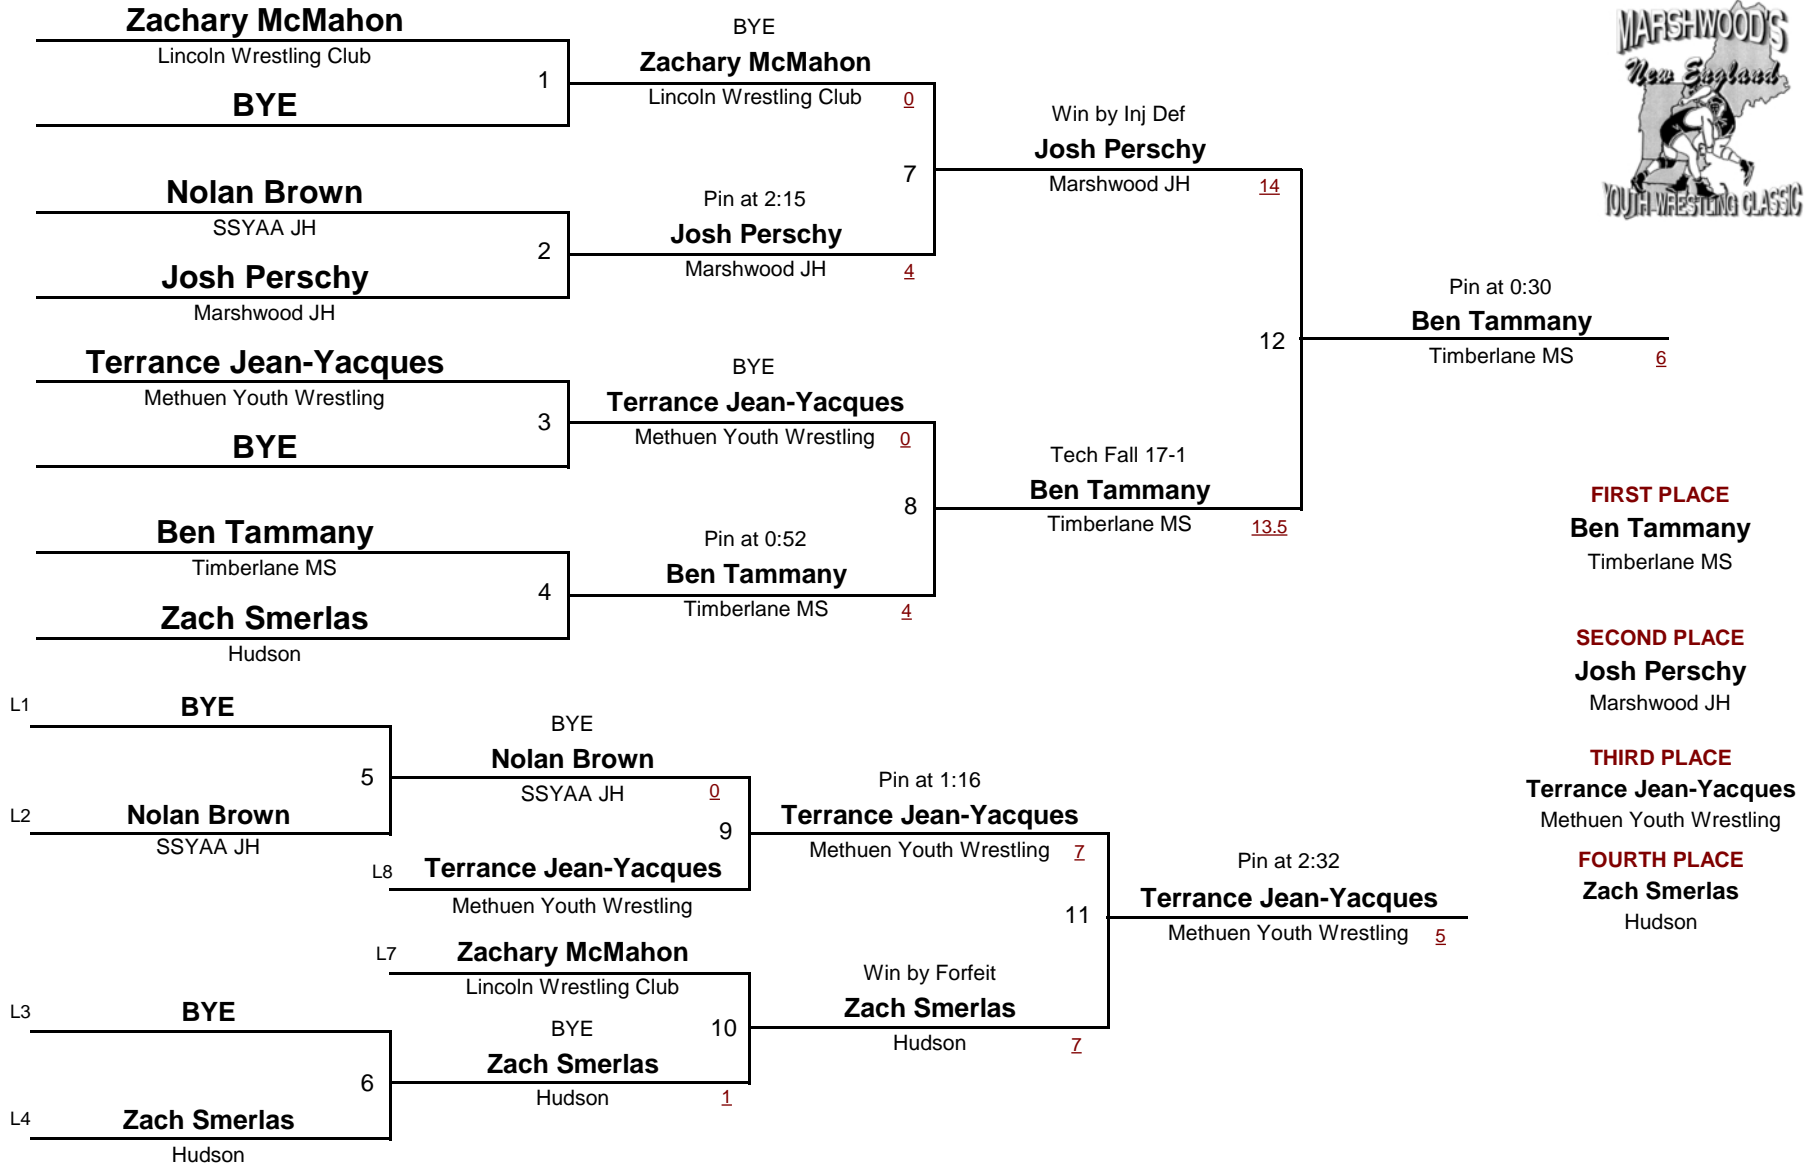 Zachary McMahon
Lincoln Wrestling Club
1
BYE
BYE
Zachary McMahon
Lincoln Wrestling Club 0
Nolan Brown
SSYAA JH
2
Josh Perschy
Marshwood JH
Pin at 2:15
Josh Perschy
Marshwood JH 4
7
Win by Inj Def
Josh Perschy
Marshwood JH 14
Terrance Jean-Yacques
Methuen Youth Wrestling
3
BYE
BYE
Terrance Jean-Yacques
Methuen Youth Wrestling 0
Ben Tammany
Timberlane MS
4
Zach Smerlas
Hudson
Pin at 0:52
Ben Tammany
Timberlane MS 4
8
Tech Fall 17-1
Ben Tammany
Timberlane MS 13.5
12
Pin at 0:30
Ben Tammany
Timberlane MS 6
L1 BYE
5
L2 Nolan Brown
SSYAA JH
BYE
Nolan Brown
SSYAA JH 0
9
L8 Terrance Jean-Yacques
Methuen Youth Wrestling
Pin at 1:16
Terrance Jean-Yacques
Methuen Youth Wrestling 7
L7 Zachary McMahon
Lincoln Wrestling Club
10
L3 BYE
6
L4 Zach Smerlas
Hudson
BYE
Zach Smerlas
Hudson 1
Win by Forfeit
Zach Smerlas
Hudson 7
11
Pin at 2:32
Terrance Jean-Yacques
Methuen Youth Wrestling 5
MARSHWOOD'S
New England
YOUTH WRESTLING CLASSIC
FIRST PLACE
Ben Tammany
Timberlane MS
SECOND PLACE
Josh Perschy
Marshwood JH
THIRD PLACE
Terrance Jean-Yacques
Methuen Youth Wrestling
FOURTH PLACE
Zach Smerlas
Hudson